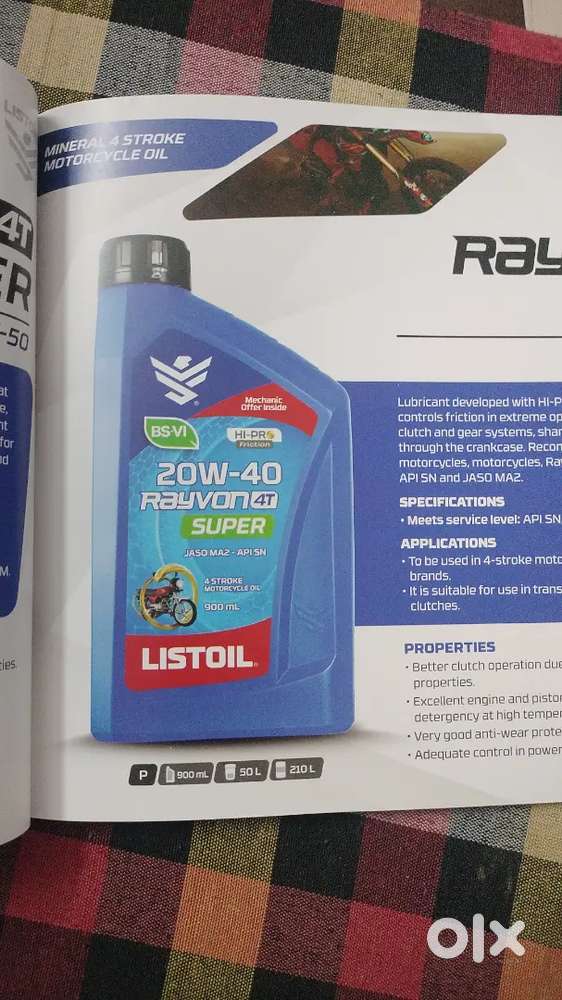 LISTOIL
4T
ER
-50
at
for
M.
ties.
MINERAL 4 STROKE
MOTORCYCLE OIL
Mechanic
Offer Inside
BS-VI
HI-PRO
Friction
20W-40
RAYVON 4T
SUPER
JASO MA2 - API SN
4 STROKE
MOTORCYCLE OIL
900 mL
LISTOIL
P
900 mL
50 L
210 L
RAY
Lubricant developed with HI-P
controls friction in extreme op
clutch and gear systems, shar
through the crankcase. Recom
motorcycles, motorcycles, Ray
API SN and JASO MA2.
SPECIFICATIONS
• Meets service level: API SN,
APPLICATIONS
• To be used in 4-stroke moto
brands.
• It is suitable for use in trans
clutches.
PROPERTIES
• Better clutch operation due
properties.
• Excellent engine and pisto
detergency at high temper
• Very good anti-wear prote
• Adequate control in power
olx